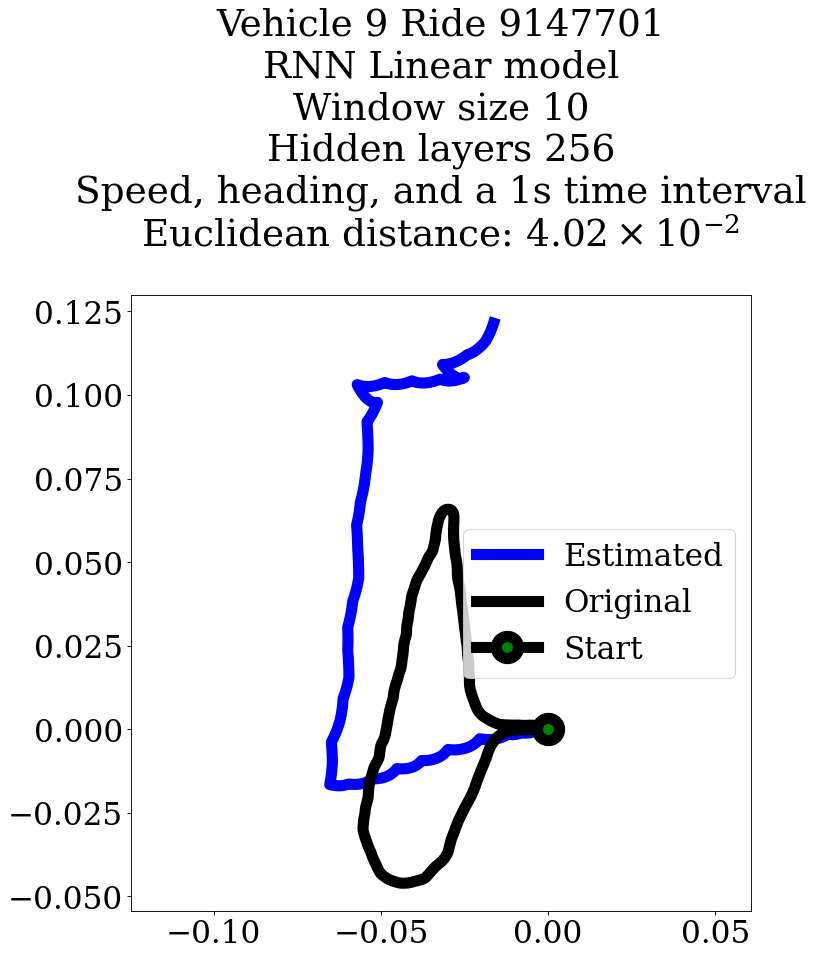 Vehicle 9 Ride 9147701
RNN Linear model
Window size 10
Hidden layers 256
Speed, heading, and a 1s time interval
Euclidean distance: 4.02 × 10⁻²
0.125
0.100
0.075
0.050
0.025
0.000
−0.025
−0.050
Estimated
Original
Start
−0.10
−0.05
0.00
0.05